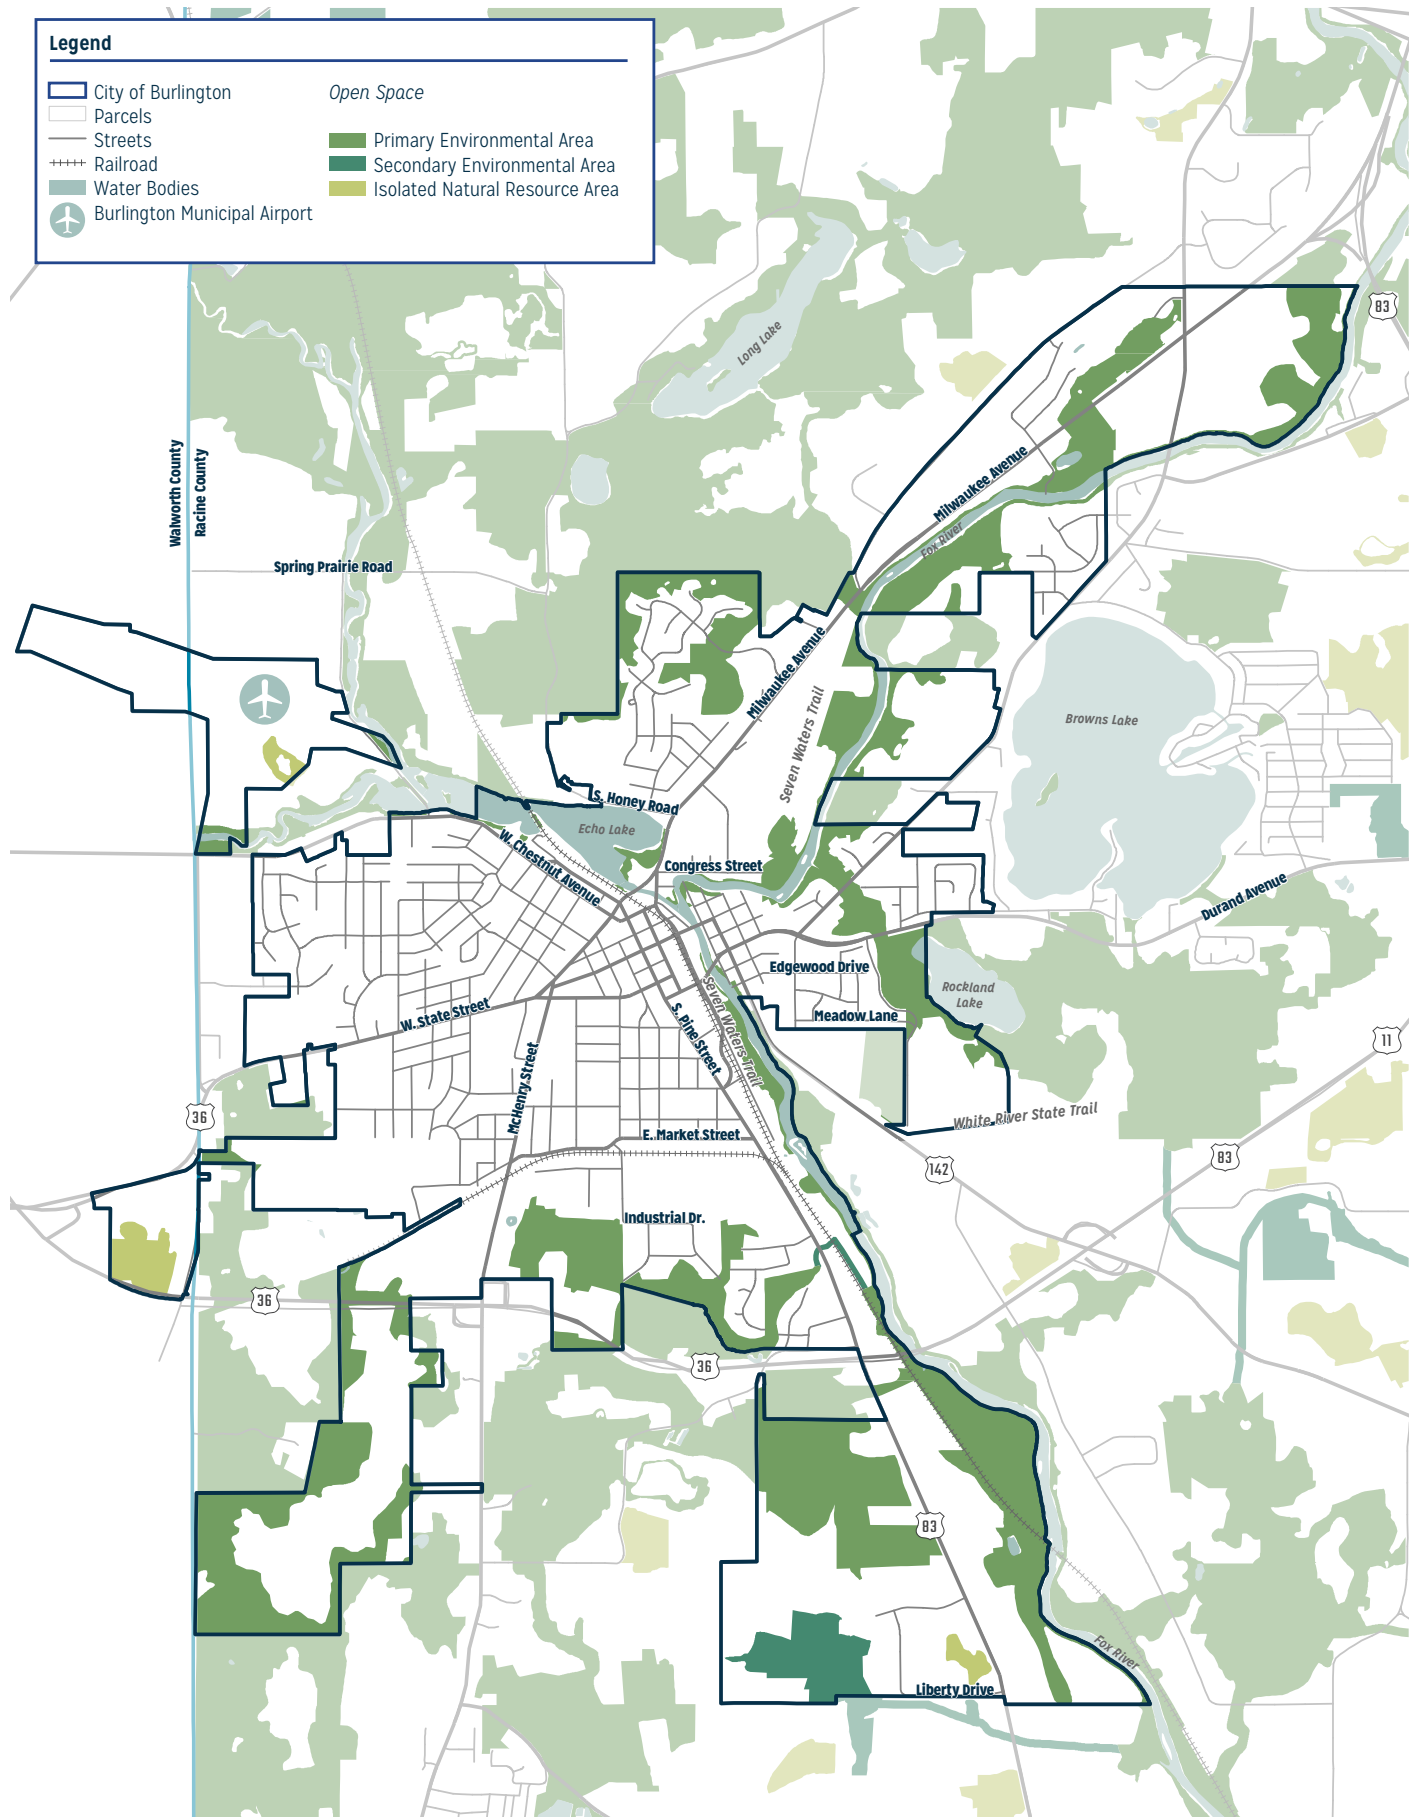 Legend
City of Burlington
Parcels
Streets
Railroad
Water Bodies
Burlington Municipal Airport
Open Space
Primary Environmental Area
Secondary Environmental Area
Isolated Natural Resource Area
83
Long Lake
Walworth County
Racine County
Milwaukee Avenue
Fox River
Spring Prairie Road
Milwaukee Avenue
Seven Waters Trail
Browns Lake
S. Honey Road
Echo Lake
W. Chestnut Avenue
Congress Street
Durand Avenue
Edgewood Drive
Rockland
Lake
W. State Street
Seven Waters Trail
S. Pine Street
Meadow Lane
11
McHenry Street
36
White River State Trail
E. Market Street
142
83
Industrial Dr.
36
36
83
Fox River
Liberty Drive